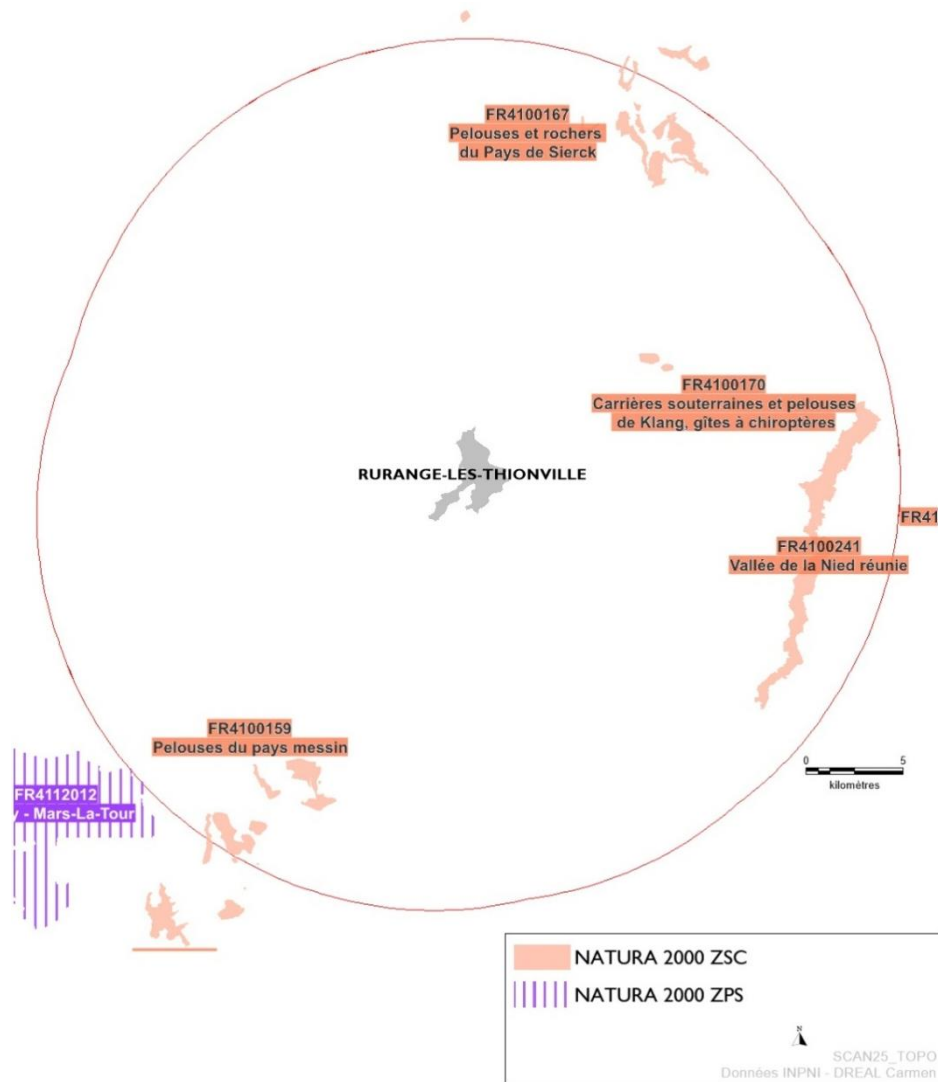 FR4100167
Pelouses et rochers
du Pays de Sierck
FR4100170
Carrières souterraines et pelouses
de Klang, gîtes à chiroptères
RURANGE-LES-THIONVILLE
FR41
FR4100241
Vallée de la Nied réunie
FR4100159
Pelouses du pays messin
0 5
kilomètres
FR4112012
y - Mars-La-Tour
NATURA 2000 ZSC
NATURA 2000 ZPS
N
SCAN25_TOPO
Données INPNI - DREAL Carmen